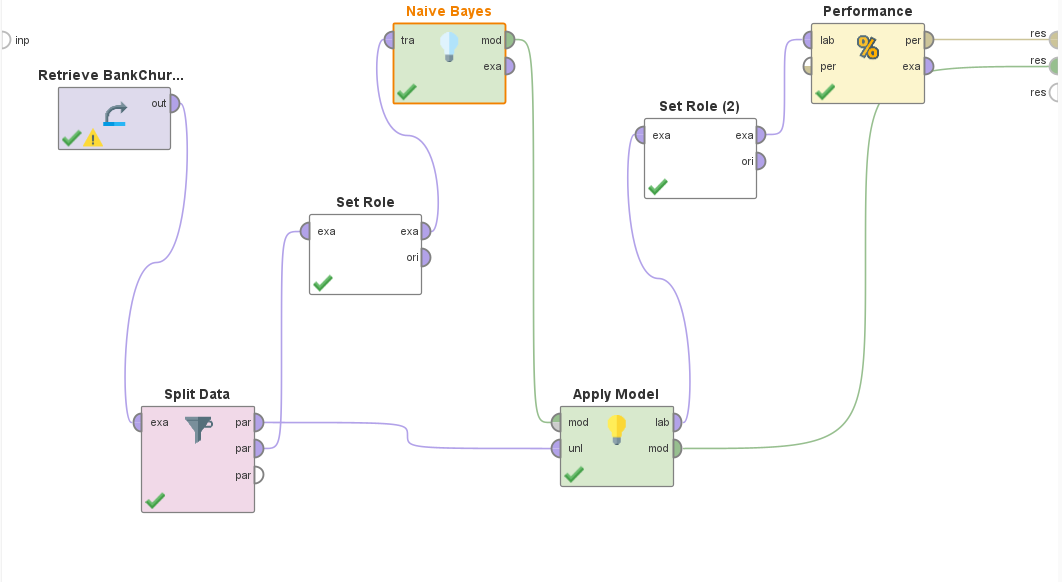 inp
Retrieve BankChur...
out
Naive Bayes
tra
mod
exa
Set Role
exa
exa
ori
Split Data
exa
par
par
par
Apply Model
mod
lab
unl
mod
Set Role (2)
exa
exa
ori
Performance
lab
per
per
exa
%
res
res
res